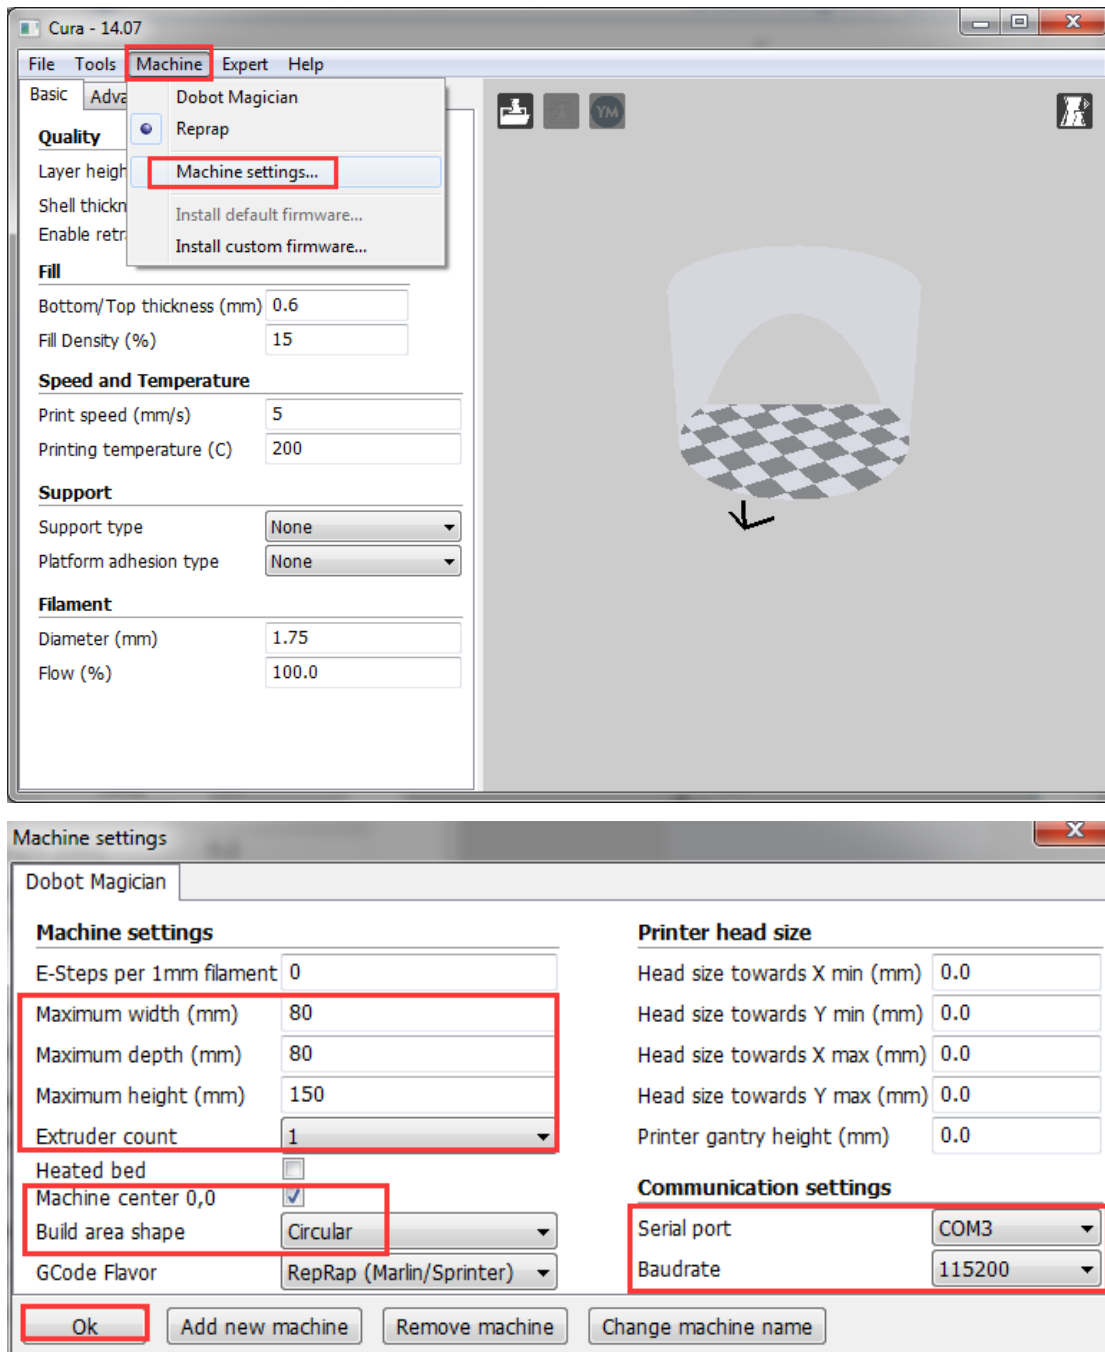 Cura - 14.07
File Tools Machine Expert Help
Basic Adva
Dobot Magician
Reprap
Machine settings...
Install default firmware...
Install custom firmware...
YM
Quality
Layer heigh
Shell thickn
Enable retr
Fill
Bottom/Top thickness (mm) 0.6
Fill Density (%) 15
Speed and Temperature
Print speed (mm/s) 5
Printing temperature (C) 200
Support
Support type None
Platform adhesion type None
Filament
Diameter (mm) 1.75
Flow (%) 100.0
Machine settings
Dobot Magician
Machine settings
E-Steps per 1mm filament 0
Maximum width (mm) 80
Maximum depth (mm) 80
Maximum height (mm) 150
Extruder count 1
Heated bed
Machine center 0,0
Build area shape Circular
GCode Flavor RepRap (Marlin/Sprinter)
Printer head size
Head size towards X min (mm) 0.0
Head size towards Y min (mm) 0.0
Head size towards X max (mm) 0.0
Head size towards Y max (mm) 0.0
Printer gantry height (mm) 0.0
Communication settings
Serial port COM3
Baudrate 115200
Ok Add new machine Remove machine Change machine name